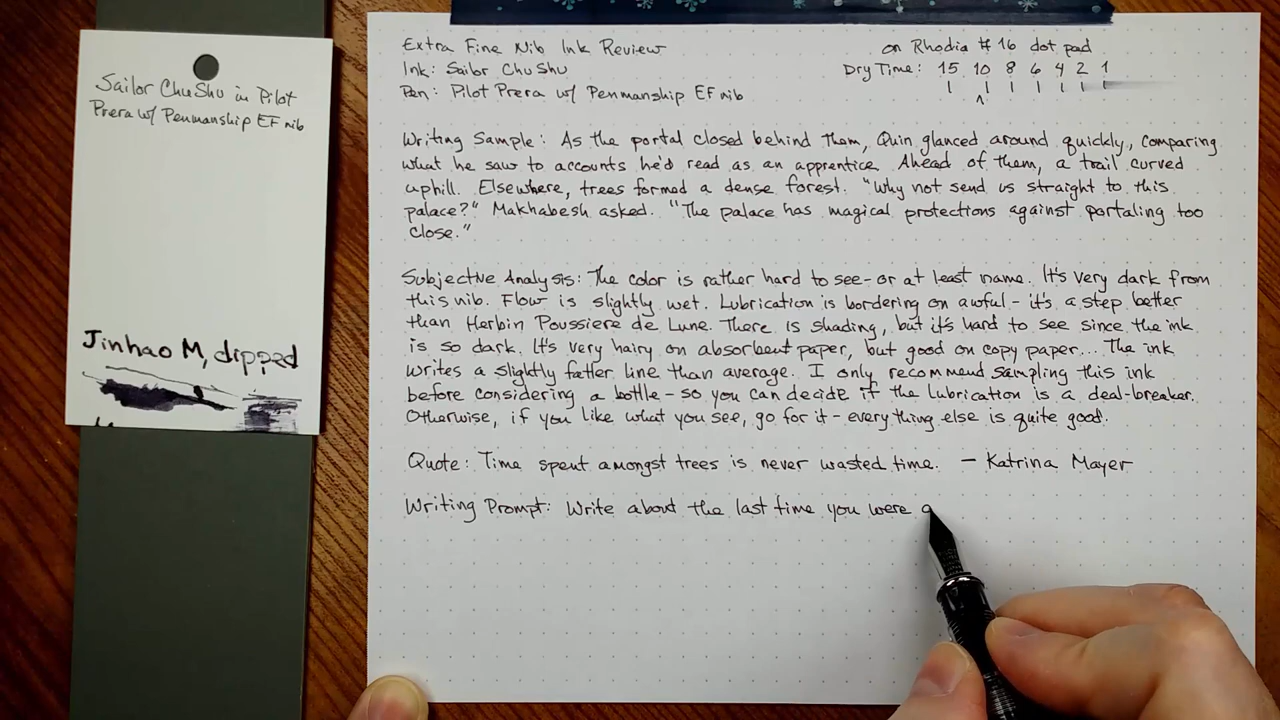 Sailor ChuShu in Pilot
Prera w/ Penmanship EF nib
Jinhao M, dipped
Extra Fine Nib Ink Review
Ink: Sailor ChuShu
Pen: Pilot Prera w/ Penmanship EF nib
on Rhodia #16 dot pad
Dry Time: 15 10 8 6 4 2 1
Writing Sample: As the portal closed behind them, Quin glanced around quickly, comparing
what he saw to accounts he'd read as an apprentice. Ahead of them, a trail curved
uphill. Elsewhere, trees formed a dense forest. "Why not send us straight to this
palace?" Makhabesh asked. "The palace has magical protections against portaling too
close."
Subjective Analysis: The color is rather hard to see - or at least name. It's very dark from
this nib. Flow is slightly wet. Lubrication is bordering on awful - it's a step better
than Herbin Poussiere de Lune. There is shading, but it's hard to see since the ink
is so dark. It's very hairy on absorbent paper, but good on copy paper... The ink
writes a slightly fatter line than average. I only recommend sampling this ink
before considering a bottle - so you can decide if the lubrication is a deal-breaker.
Otherwise, if you like what you see, go for it - everything else is quite good.
Quote: Time spent amongst trees is never wasted time. - Katrina Mayer
Writing Prompt: Write about the last time you were